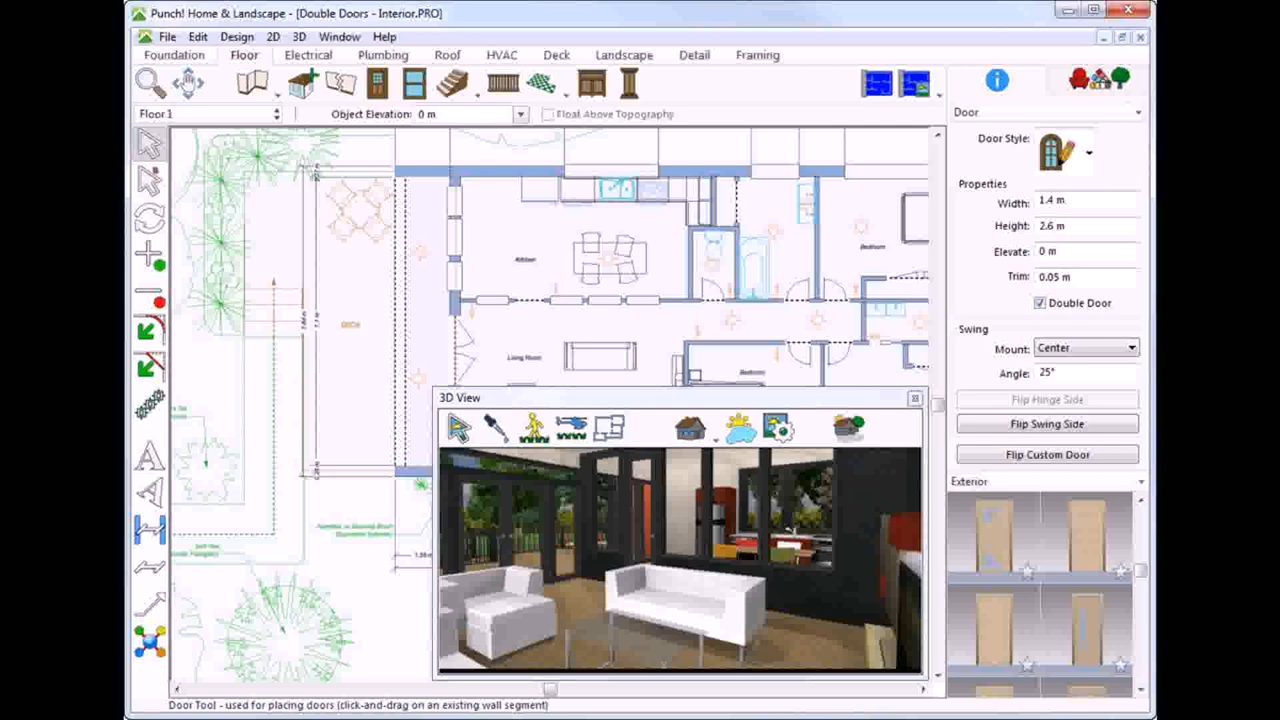 Punch! Home & Landscape - [Double Doors - Interior.PRO]
File Edit Design 2D 3D Window Help
Foundation Floor Electrical Plumbing Roof HVAC Deck Landscape Detail Framing
Floor 1 Object Elevation: 0 m Float Above Topography
Door
Door Style:
Properties
Width: 1.4 m
Height: 2.6 m
Elevate: 0 m
Trim: 0.05 m
Double Door
Swing
Mount: Center
Angle: 25°
Flip Hinge Side
Flip Swing Side
Flip Custom Door
Exterior
Bedroom
Kitchen
DECK
Living Room
Bedroom
3D View
Door Tool - used for placing doors (click-and-drag on an existing wall segment)